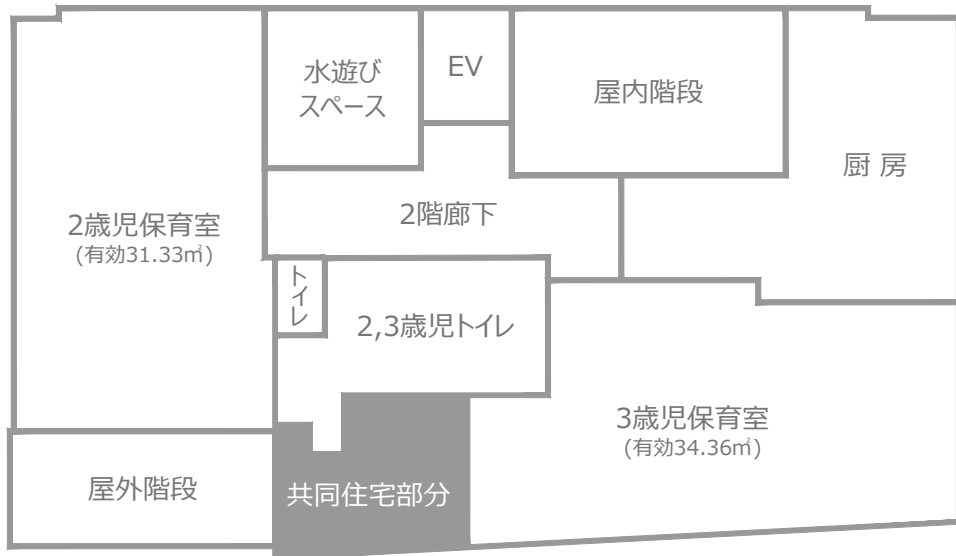 水遊び
スペース
EV
屋内階段
厨 房
2歳児保育室
(有効31.33㎡)
2階廊下
トイレ
2,3歳児トイレ
3歳児保育室
(有効34.36㎡)
屋外階段
共同住宅部分